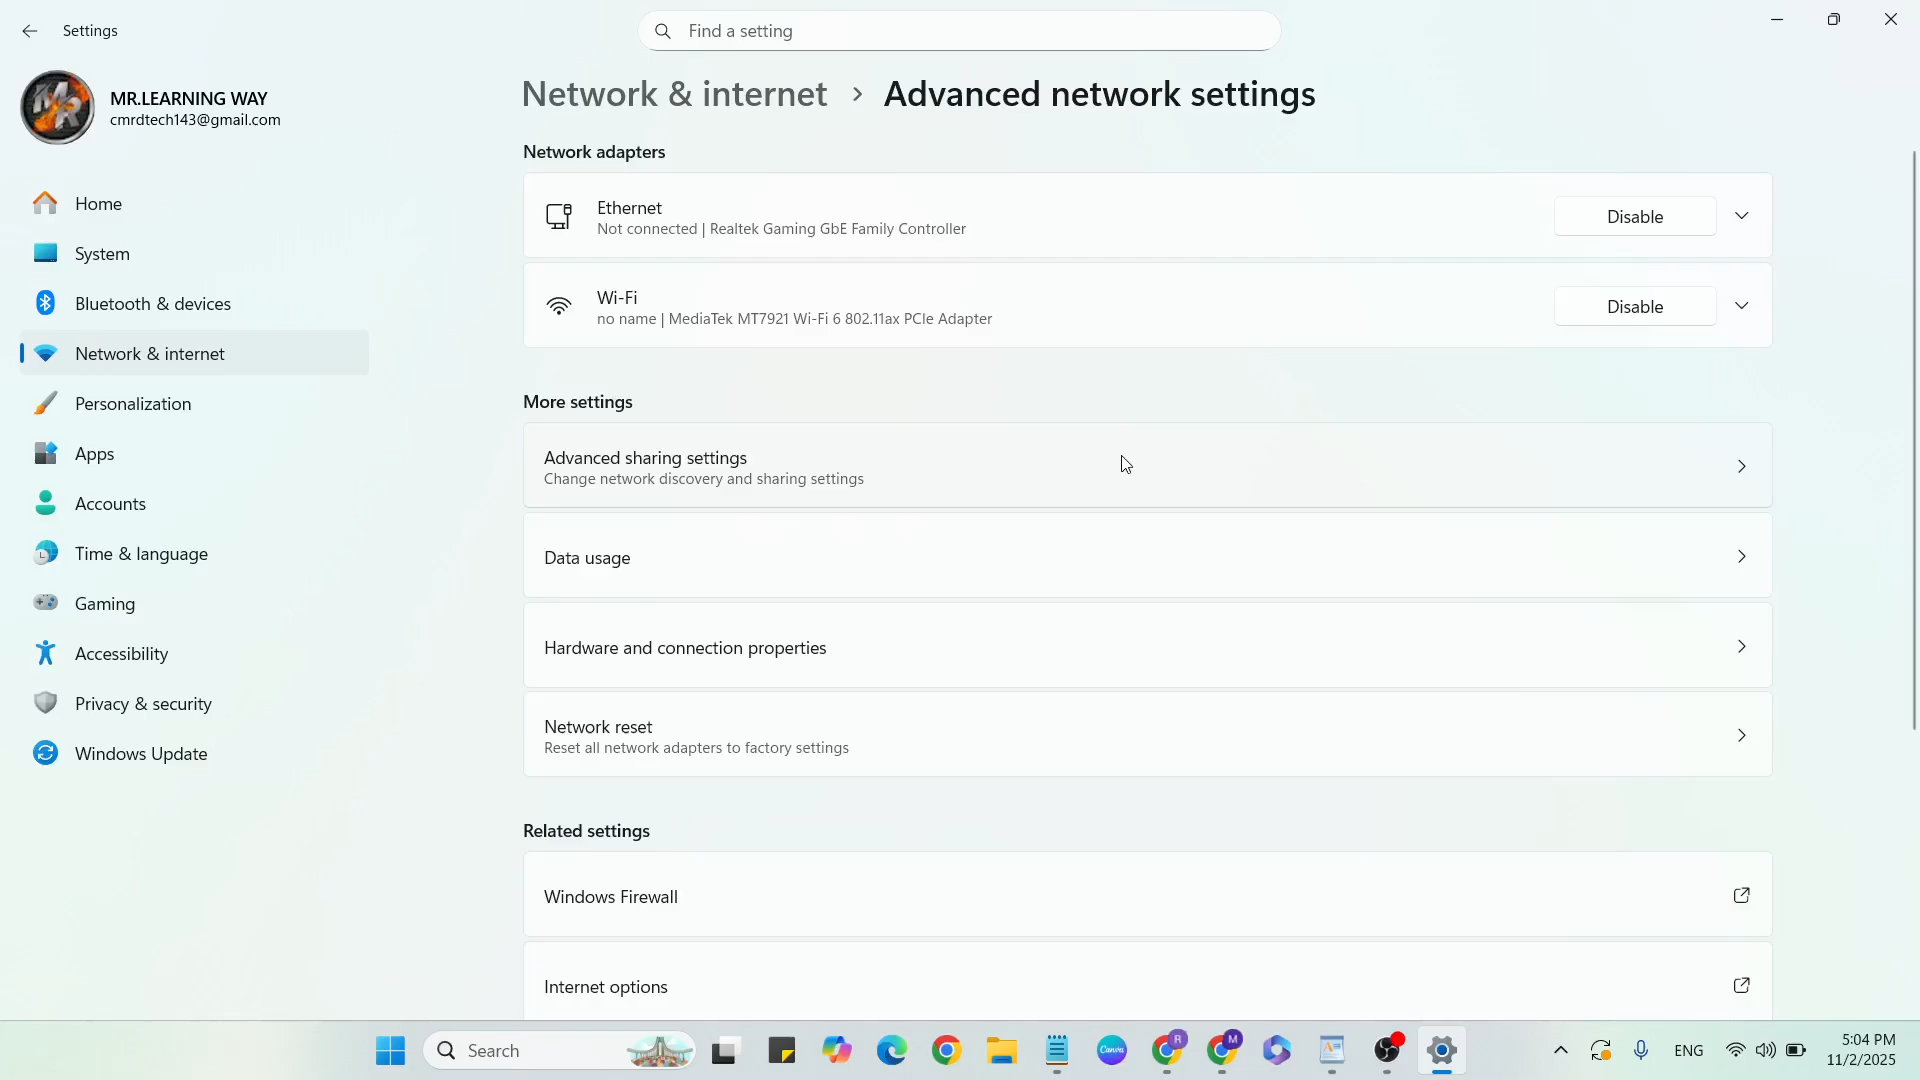 Settings
Find a setting
MR.LEARNING WAY
cmrdtech143@gmail.com
Home
System
Bluetooth & devices
Network & internet
Personalization
Apps
Accounts
Time & language
Gaming
Accessibility
Privacy & security
Windows Update
Network & internet > Advanced network settings
Network adapters
Ethernet
Not connected | Realtek Gaming GbE Family Controller
Disable
Wi-Fi
no name | MediaTek MT7921 Wi-Fi 6 802.11ax PCIe Adapter
Disable
More settings
Advanced sharing settings
Change network discovery and sharing settings
Data usage
Hardware and connection properties
Network reset
Reset all network adapters to factory settings
Related settings
Windows Firewall
Internet options
Search
Canva
R
M
ENG
5:04 PM
11/2/2025